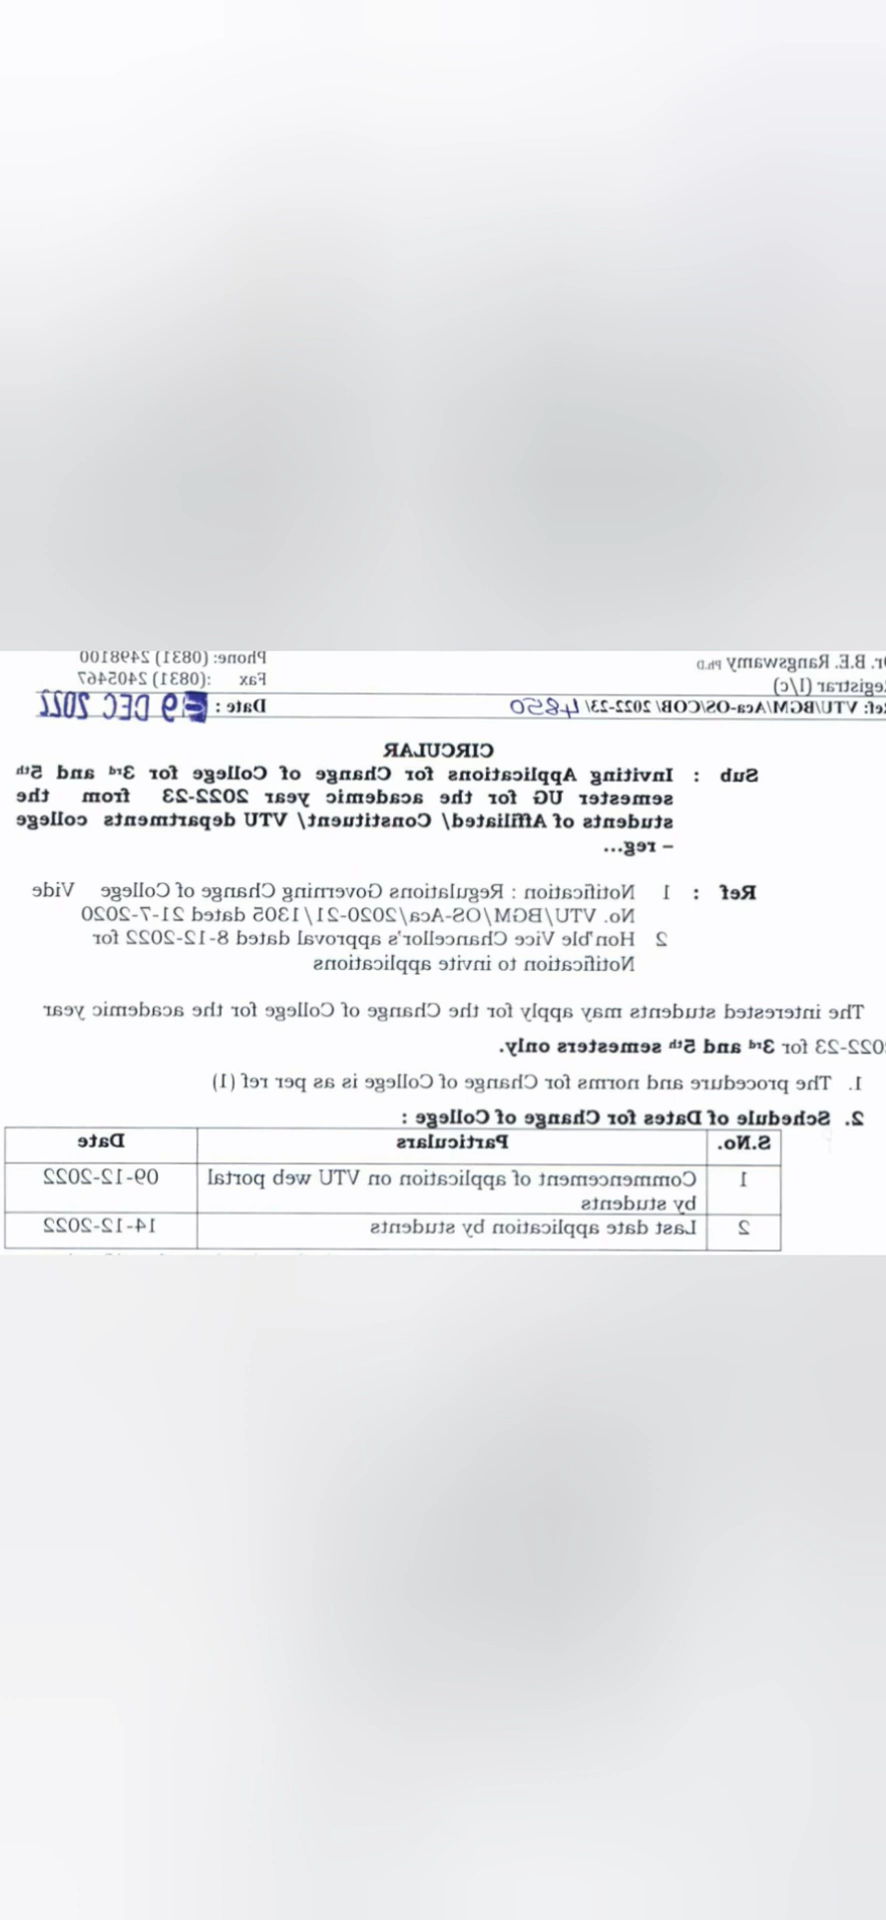 Dr. B.E. Rangswamy Ph.D. Phone: (0831) 2498100
Registrar (I/c) Fax :(0831) 2405467
Ref: VTU/BGM/Aca-OS/COB/ 2022-23/ 4850 Date : 9 DEC 2022
CIRCULAR
Sub : Inviting Applications for Change of College for 3rd and 5th
semester UG for the academic year 2022-23 from the
students of Affiliated/ Constituent/ VTU departments college
– reg...
Ref : 1 Notification : Regulations Governing Change of College Vide
No. VTU/BGM/OS-Aca/2020-21/1305 dated 21-7-2020
2 Hon'ble Vice Chancellor's approval dated 8-12-2022 for
Notification to invite applications
The interested students may apply for the Change of College for the academic year
2022-23 for 3rd and 5th semesters only.
1. The procedure and norms for Change of College is as per ref (1)
2. Schedule of Dates for Change of College :
S.No. Particulars Date
1 Commencement of application on VTU web portal 09-12-2022
by students
2 Last date application by students 14-12-2022